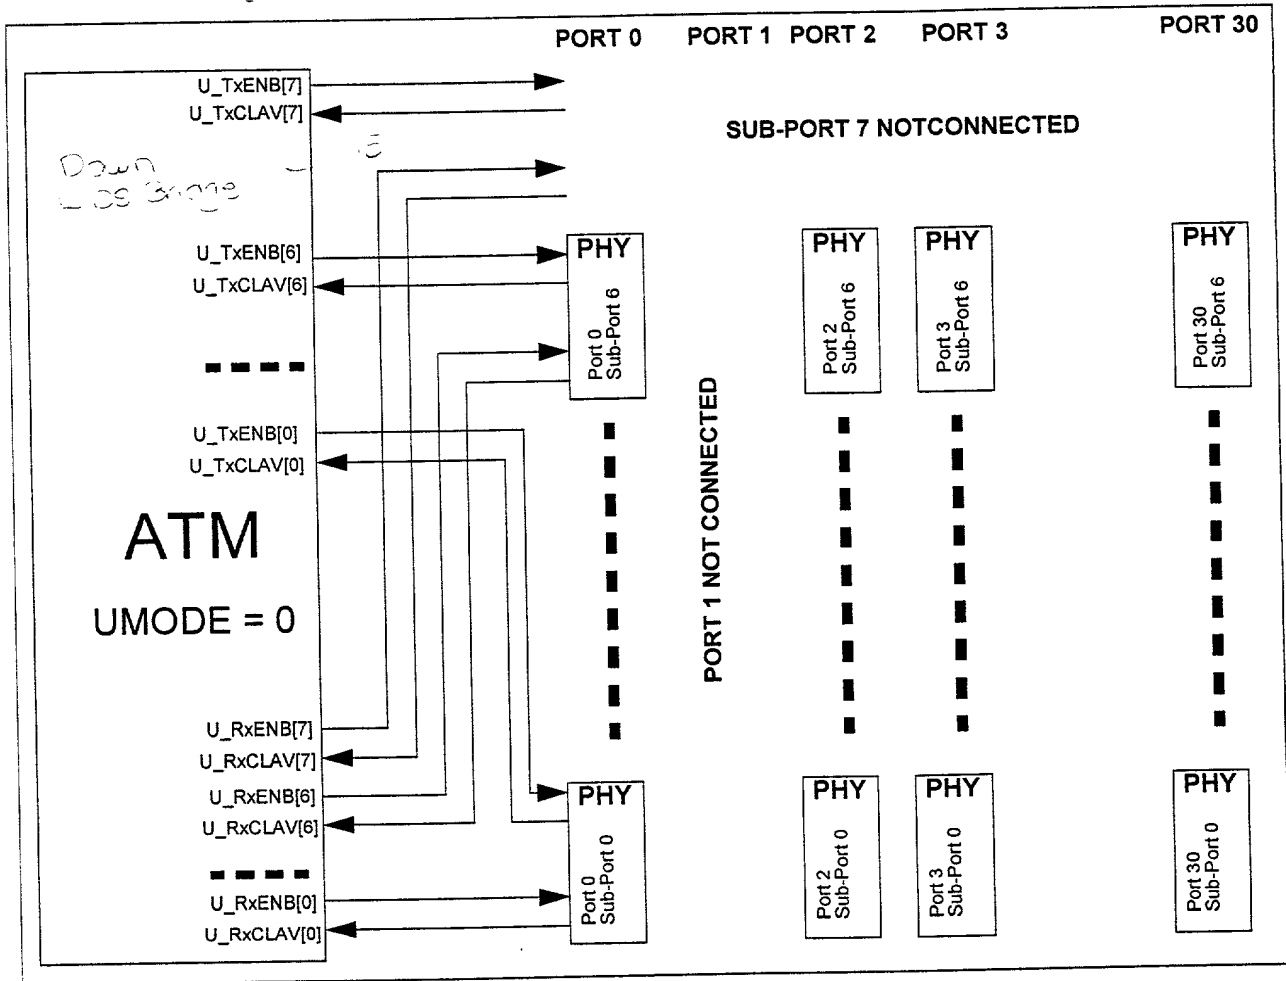 PORT 0 PORT 1 PORT 2 PORT 3 PORT 30
U_TxENB[7]
U_TxCLAV[7]
SUB-PORT 7 NOTCONNECTED
Down
Bridge
U_TxENB[6]
U_TxCLAV[6]
PHY
Port 0
Sub-Port 6
PHY
Port 2
Sub-Port 6
PHY
Port 3
Sub-Port 6
PHY
Port 30
Sub-Port 6
U_TxENB[0]
U_TxCLAV[0]
PORT 1 NOT CONNECTED
ATM
UMODE = 0
U_RxENB[7]
U_RxCLAV[7]
U_RxENB[6]
U_RxCLAV[6]
U_RxENB[0]
U_RxCLAV[0]
PHY
Port 0
Sub-Port 0
PHY
Port 2
Sub-Port 0
PHY
Port 3
Sub-Port 0
PHY
Port 30
Sub-Port 0